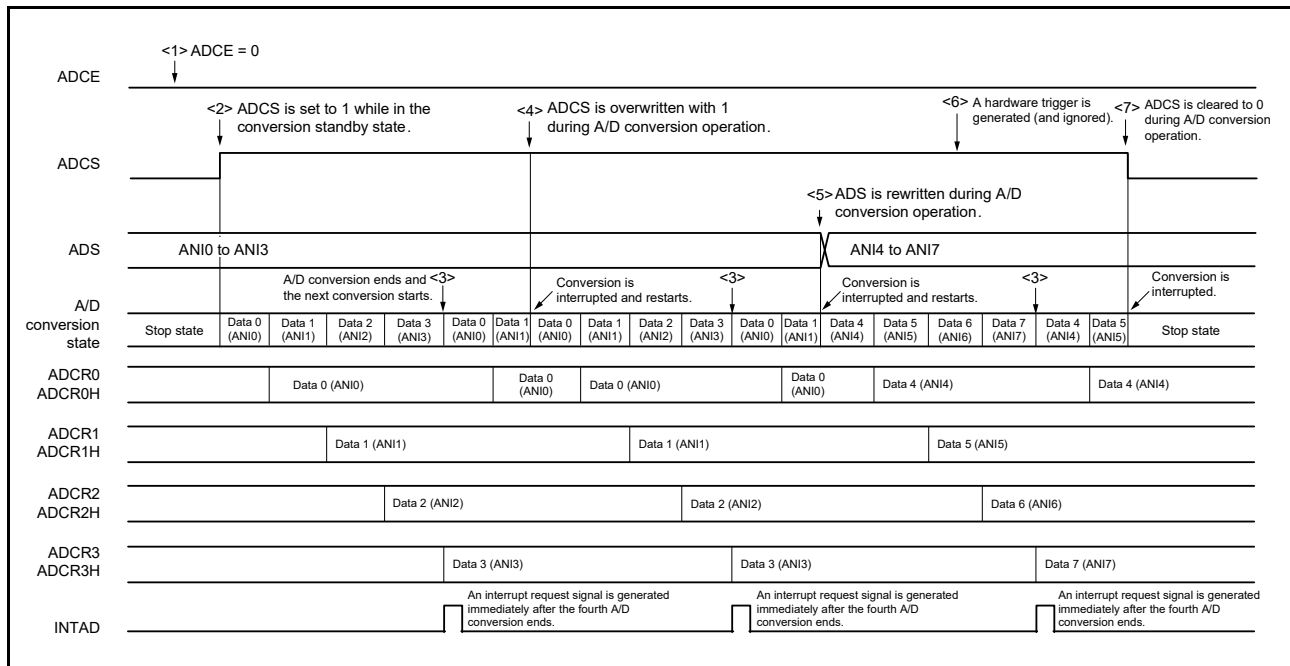 <1> ADCE = 0
ADCE
<2> ADCS is set to 1 while in the
conversion standby state.
<4> ADCS is overwritten with 1
during A/D conversion operation.
<6> A hardware trigger is
generated (and ignored).
<7> ADCS is cleared to 0
during A/D conversion
operation.
ADCS
<5> ADS is rewritten during A/D
conversion operation.
ADS
ANI0 to ANI3
ANI4 to ANI7
A/D conversion ends and
the next conversion starts.
<3>
Conversion is
interrupted and restarts.
<3>
Conversion is
interrupted and restarts.
<3>
Conversion is
interrupted.
A/D
conversion
state
Stop state
Data 0
(ANI0)
Data 1
(ANI1)
Data 2
(ANI2)
Data 3
(ANI3)
Data 0
(ANI0)
Data 1
(ANI1)
Data 0
(ANI0)
Data 1
(ANI1)
Data 2
(ANI2)
Data 3
(ANI3)
Data 0
(ANI0)
Data 1
(ANI1)
Data 4
(ANI4)
Data 5
(ANI5)
Data 6
(ANI6)
Data 7
(ANI7)
Data 4
(ANI4)
Data 5
(ANI5)
Stop state
ADCR0
ADCR0H
Data 0 (ANI0)
Data 0
(ANI0)
Data 0 (ANI0)
Data 0
(ANI0)
Data 4 (ANI4)
Data 4 (ANI4)
ADCR1
ADCR1H
Data 1 (ANI1)
Data 1 (ANI1)
Data 5 (ANI5)
ADCR2
ADCR2H
Data 2 (ANI2)
Data 2 (ANI2)
Data 6 (ANI6)
ADCR3
ADCR3H
Data 3 (ANI3)
Data 3 (ANI3)
Data 7 (ANI7)
INTAD
An interrupt request signal is generated
immediately after the fourth A/D
conversion ends.
An interrupt request signal is generated
immediately after the fourth A/D
conversion ends.
An interrupt request signal is generated
immediately after the fourth A/D
conversion ends.